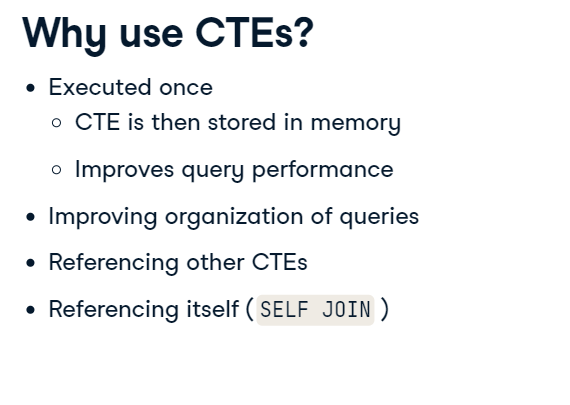 Why use CTEs?
• Executed once
○ CTE is then stored in memory
○ Improves query performance
• Improving organization of queries
• Referencing other CTEs
• Referencing itself ( SELF JOIN )